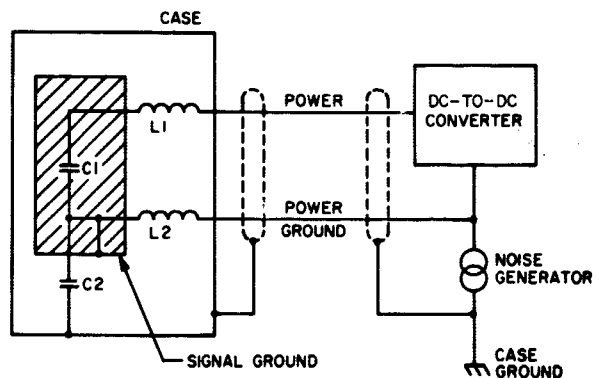 CASE
POWER
DC-TO-DC
CONVERTER
L1
C1
POWER
GROUND
L2
NOISE
GENERATOR
C2
SIGNAL GROUND
CASE
GROUND